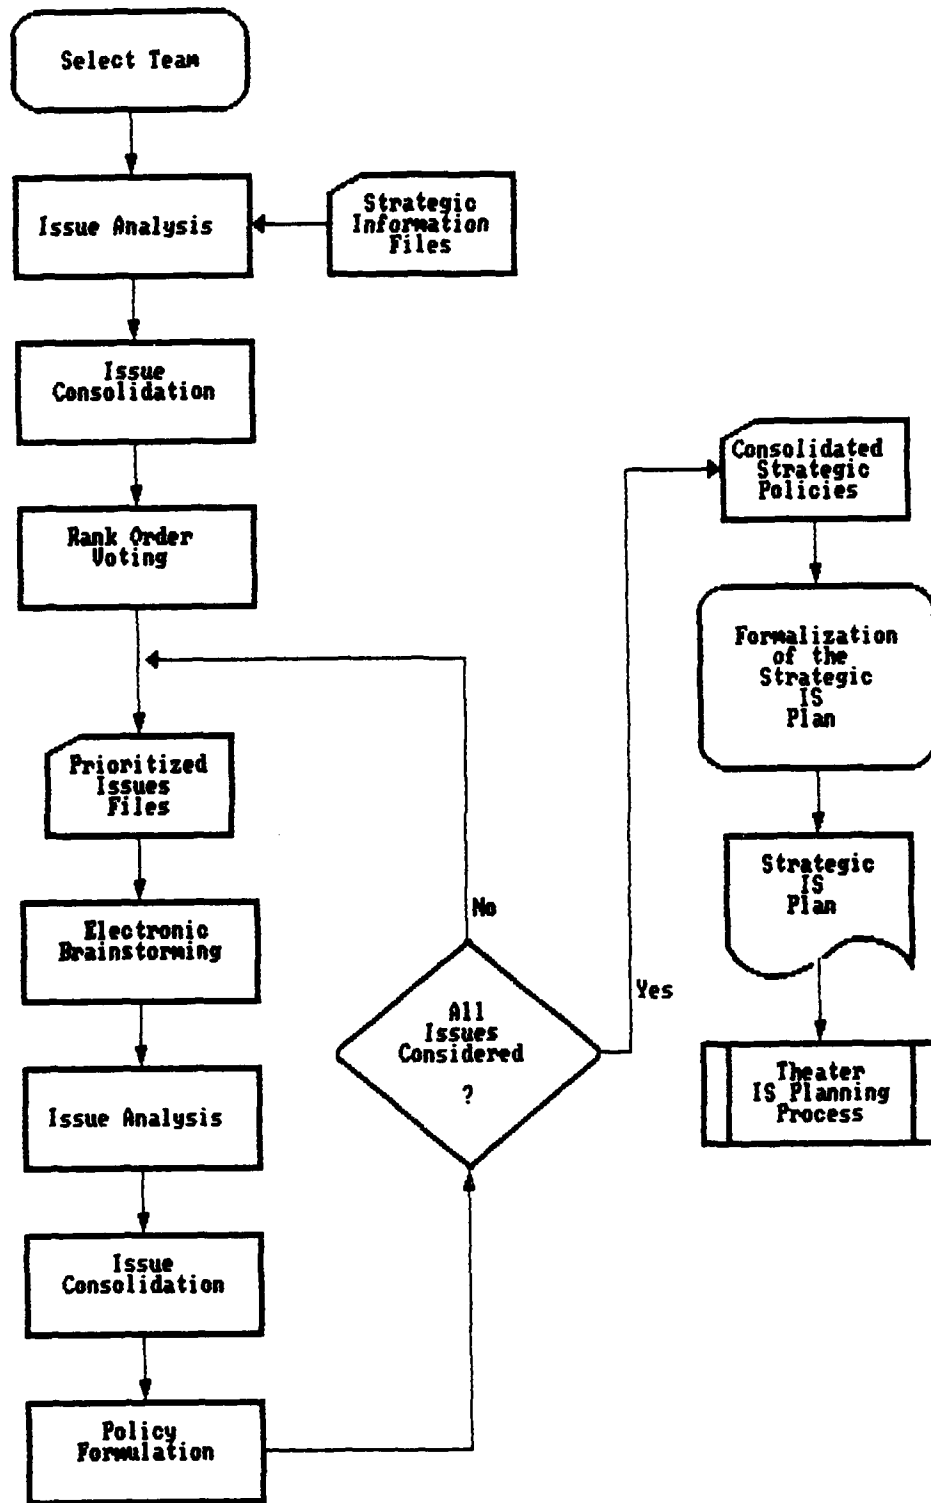 Select Team
Issue Analysis
Strategic
Information
Files
Issue
Consolidation
Rank Order
Voting
Prioritized
Issues
Files
Electronic
Brainstorming
Issue Analysis
Issue
Consolidation
Policy
Formulation
All
Issues
Considered
?
No
Yes
Consolidated
Strategic
Policies
Formalization
of the
Strategic
IS
Plan
Strategic
IS
Plan
Theater
IS Planning
Process